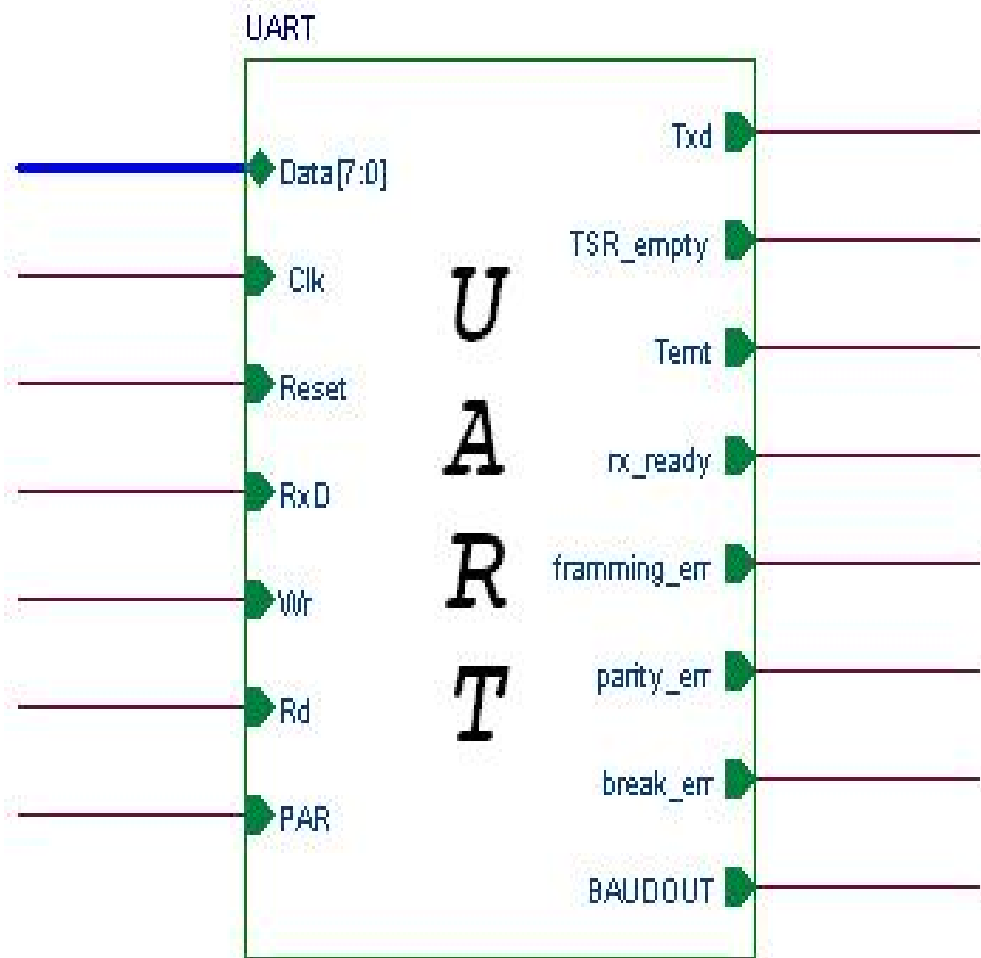 UART
Data[7:0]
Clk
Reset
RxD
Wr
Rd
PAR
U
A
R
T
Txd
TSR_empty
Temt
rx_ready
framming_err
parity_err
break_err
BAUDOUT